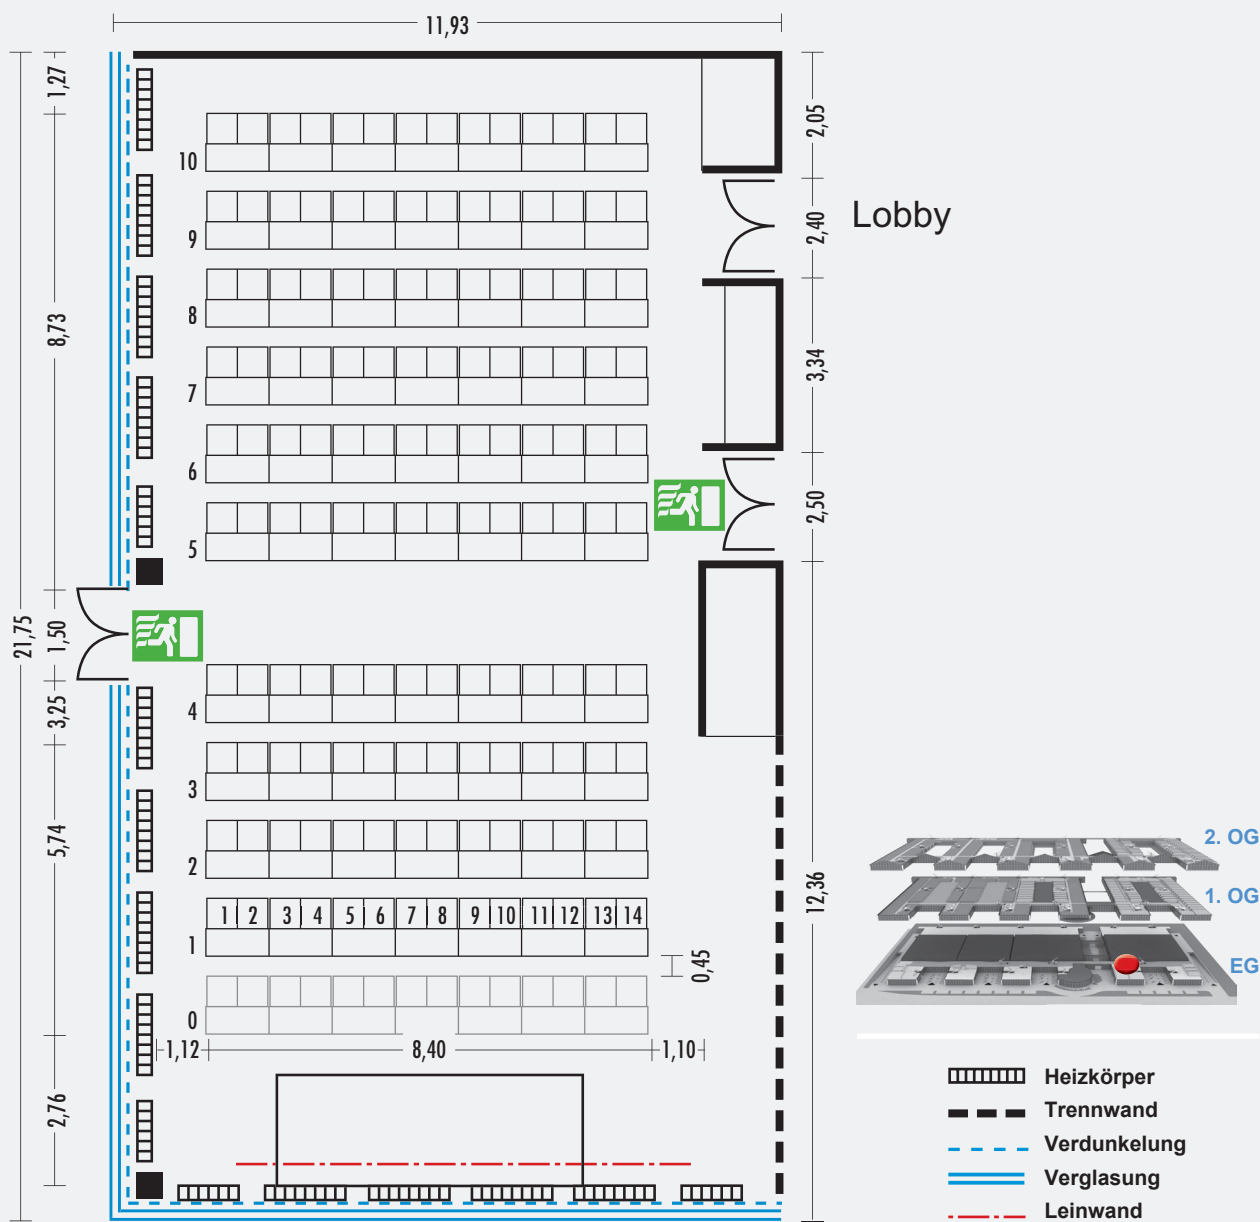 11,93
1,27
2,05
10
2,40
Lobby
9
8,73
8
3,34
7
6
2,50
5
21,75
1,50
3,25
4
3
5,74
2. OG
2
12,36
1. OG
1 2 3 4 5 6 7 8 9 10 11 12 13 14
1
0,45
EG
0
1,12
8,40
1,10
2,76
Heizkörper
Trennwand
Verdunkelung
Verglasung
Leinwand